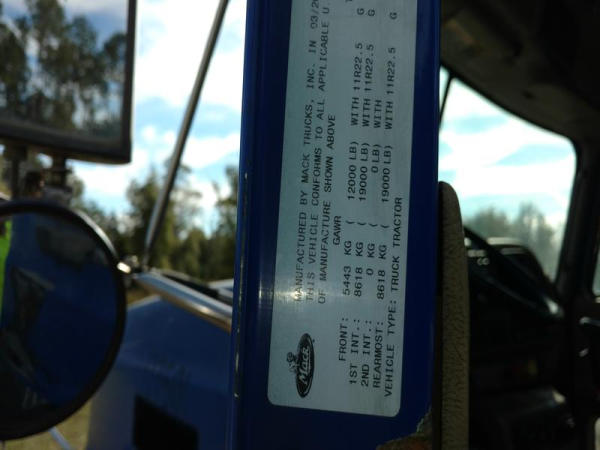 MANUFACTURED BY MACK TRUCKS, INC. IN 03/20
THIS VEHICLE CONFORMS TO ALL APPLICABLE U.
OF MANUFACTURE SHOWN ABOVE
GAWR
FRONT: 5443 KG ( 12000 LB) WITH 11R22.5 G
1ST INT.: 8618 KG ( 19000 LB) WITH 11R22.5 G
2ND INT.: 0 KG ( 0 LB) WITH
REARMOST: 8618 KG ( 19000 LB) WITH 11R22.5 G
VEHICLE TYPE: TRUCK TRACTOR
Mack